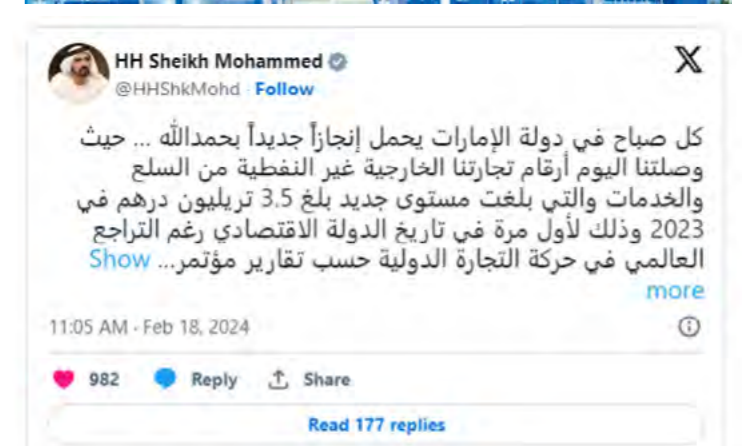 HH Sheikh Mohammed
@HHShkMohd · Follow
كل صباح في دولة الإمارات يحمل إنجازاً جديداً بحمدالله ... حيث
وصلتنا اليوم أرقام تجارتنا الخارجية غير النفطية من السلع
والخدمات والتي بلغت مستوى جديد بلغ 3.5 تريليون درهم في
2023 وذلك لأول مرة في تاريخ الدولة الاقتصادي رغم التراجع
العالمي في حركة التجارة الدولية حسب تقارير مؤتمر... Show
more
11:05 AM · Feb 18, 2024
982 Reply Share
Read 177 replies